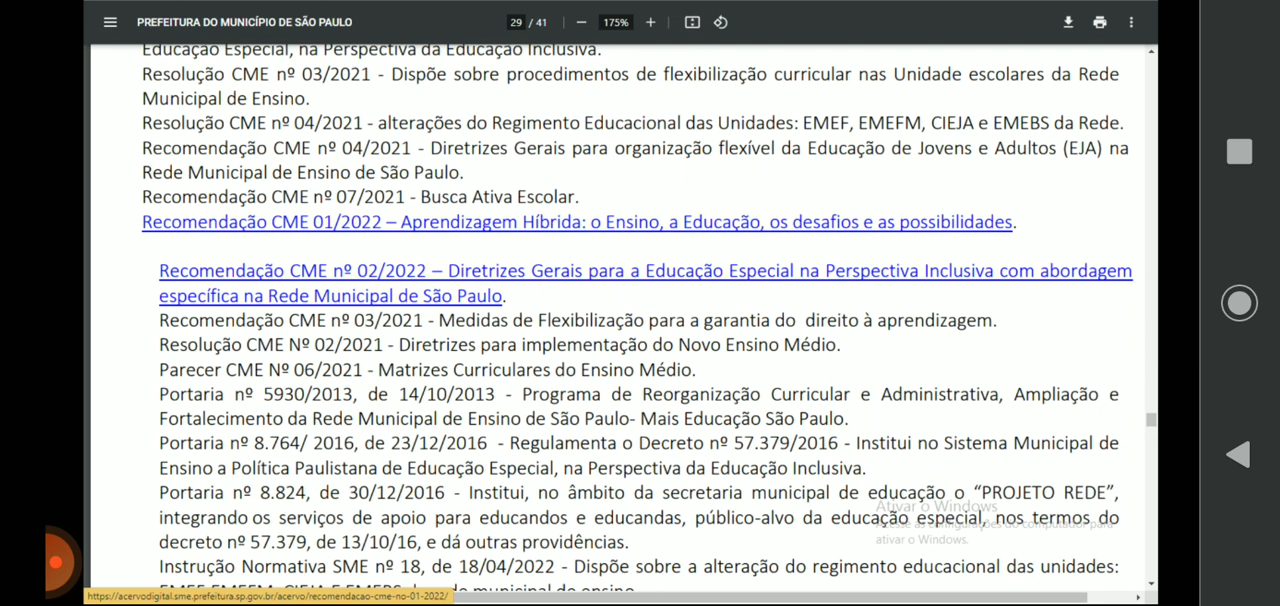 PREFEITURA DO MUNICÍPIO DE SÃO PAULO
29 / 41
175%
Educação Especial, na Perspectiva da Educação Inclusiva.
Resolução CME nº 03/2021 - Dispõe sobre procedimentos de flexibilização curricular nas Unidade escolares da Rede
Municipal de Ensino.
Resolução CME nº 04/2021 - alterações do Regimento Educacional das Unidades: EMEF, EMEFM, CIEJA e EMEBS da Rede.
Recomendação CME nº 04/2021 - Diretrizes Gerais para organização flexível da Educação de Jovens e Adultos (EJA) na
Rede Municipal de Ensino de São Paulo.
Recomendação CME nº 07/2021 - Busca Ativa Escolar.
Recomendação CME 01/2022 – Aprendizagem Híbrida: o Ensino, a Educação, os desafios e as possibilidades.
Recomendação CME nº 02/2022 – Diretrizes Gerais para a Educação Especial na Perspectiva Inclusiva com abordagem
específica na Rede Municipal de São Paulo.
Recomendação CME nº 03/2021 - Medidas de Flexibilização para a garantia do direito à aprendizagem.
Resolução CME Nº 02/2021 - Diretrizes para implementação do Novo Ensino Médio.
Parecer CME Nº 06/2021 - Matrizes Curriculares do Ensino Médio.
Portaria nº 5930/2013, de 14/10/2013 - Programa de Reorganização Curricular e Administrativa, Ampliação e
Fortalecimento da Rede Municipal de Ensino de São Paulo- Mais Educação São Paulo.
Portaria nº 8.764/ 2016, de 23/12/2016 - Regulamenta o Decreto nº 57.379/2016 - Institui no Sistema Municipal de
Ensino a Política Paulistana de Educação Especial, na Perspectiva da Educação Inclusiva.
Portaria nº 8.824, de 30/12/2016 - Institui, no âmbito da secretaria municipal de educação o “PROJETO REDE”,
integrando os serviços de apoio para educandos e educandas, público-alvo da educação especial, nos termos do
decreto nº 57.379, de 13/10/16, e dá outras providências.
Ativar o Windows
Acesse as configurações do computador para
ativar o Windows.
Instrução Normativa SME nº 18, de 18/04/2022 - Dispõe sobre a alteração do regimento educacional das unidades:
EMEF EMEFM, CIEJA E EMEBS da rede municipal de ensino
https://acervodigital.sme.prefeitura.sp.gov.br/acervo/recomendacao-cme-no-01-2022/